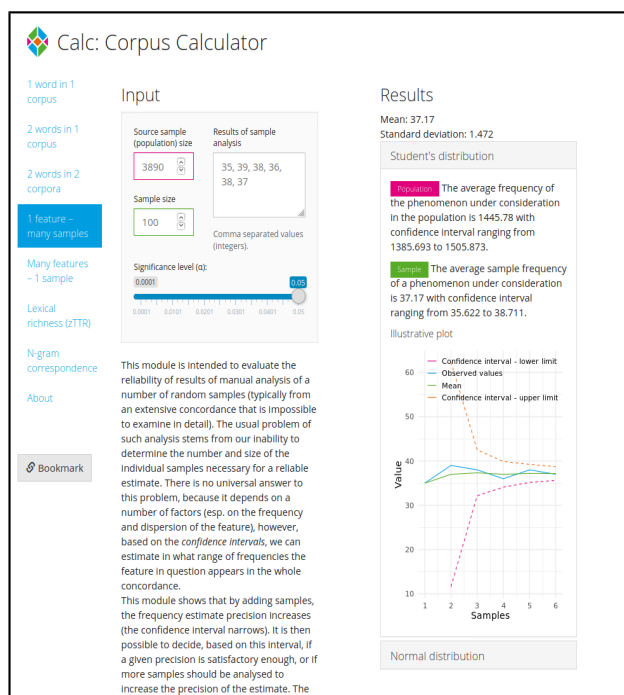 Calc: Corpus Calculator
1 word in 1
corpus
2 words in 1
corpus
2 words in 2
corpora
1 feature –
many samples
Many features
– 1 sample
Lexical
richness (zTTR)
N-gram
correspondence
About
Bookmark
Input
Source sample
(population) size
3890
Sample size
100
Results of sample
analysis
35, 39, 38, 36,
38, 37
Comma separated values
(integers).
Significance level (α):
0.0001
0.05
0.0001 0.0101 0.0201 0.0301 0.0401 0.05
This module is intended to evaluate the
reliability of results of manual analysis of a
number of random samples (typically from
an extensive concordance that is impossible
to examine in detail). The usual problem of
such analysis stems from our inability to
determine the number and size of the
individual samples necessary for a reliable
estimate. There is no universal answer to
this problem, because it depends on a
number of factors (esp. on the frequency
and dispersion of the feature), however,
based on the confidence intervals, we can
estimate in what range of frequencies the
feature in question appears in the whole
concordance.
This module shows that by adding samples,
the frequency estimate precision increases
(the confidence interval narrows). It is then
possible to decide, based on this interval, if
a given precision is satisfactory enough, or if
more samples should be analysed to
increase the precision of the estimate. The
Results
Mean: 37.17
Standard deviation: 1.472
Student's distribution
Population The average frequency of
the phenomenon under consideration
in the population is 1445.78 with
confidence interval ranging from
1385.693 to 1505.873.
Sample The average sample frequency
of a phenomenon under consideration
is 37.17 with confidence interval
ranging from 35.622 to 38.711.
Illustrative plot
Confidence interval - lower limit
Observed values
Mean
Confidence interval - upper limit
60
50
40
30
20
10
Value
1 2 3 4 5 6
Samples
Normal distribution